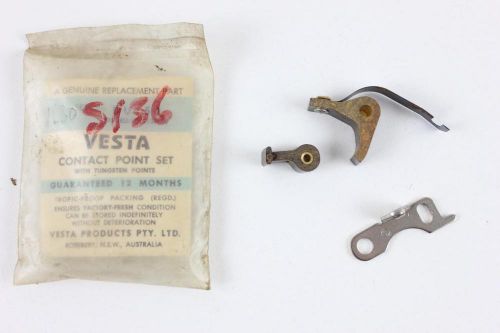 A GENUINE REPLACEMENT PART
S136
VESTA
CONTACT POINT SET
WITH TUNGSTEN POINTS
GUARANTEED 12 MONTHS
TROPIC-PROOF PACKING (REGD.)
ENSURES FACTORY-FRESH CONDITION
CAN BE STORED INDEFINITELY
WITHOUT DETERIORATION
VESTA PRODUCTS PTY. LTD.
ROSEBERY, N.S.W., AUSTRALIA